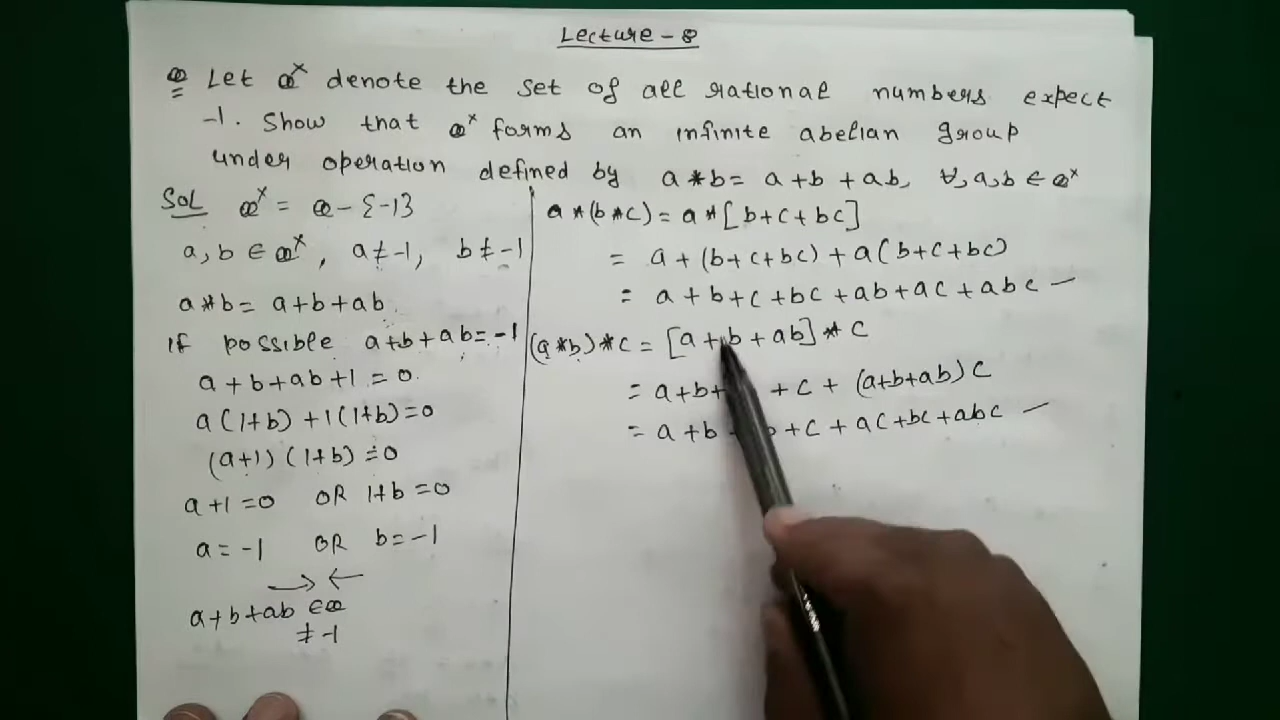 Lecture - 8
Q Let Q^x denote the set of all rational numbers expect
-1. Show that Q^x forms an infinite abelian group
under operation defined by a * b = a + b + ab, ∀, a, b ∈ Q^x
Sol Q^x = Q - {-1}
a, b ∈ Q^x, a ≠ -1, b ≠ -1
a * b = a + b + ab
If possible a + b + ab = -1
a + b + ab + 1 = 0
a (1+b) + 1(1+b) = 0
(a+1) (1+b) = 0
a + 1 = 0 OR 1 + b = 0
a = -1 OR b = -1
→ ←
a + b + ab ∈ Q
≠ -1
a * (b * c) = a * [b + c + bc]
= a + (b + c + bc) + a (b + c + bc)
= a + b + c + bc + ab + ac + abc —
(a * b) * c = [a + b + ab] * c
= a + b + + c + (a+b+ab) c
= a + b + c + ac + bc + abc —